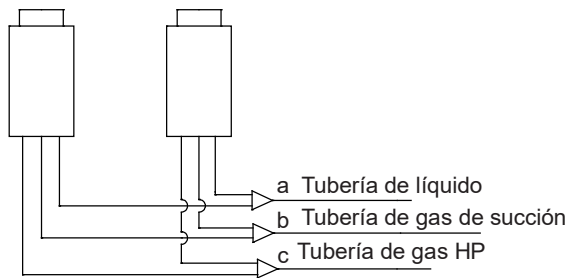 a Tubería de líquido
b Tubería de gas de succión
c Tubería de gas HP